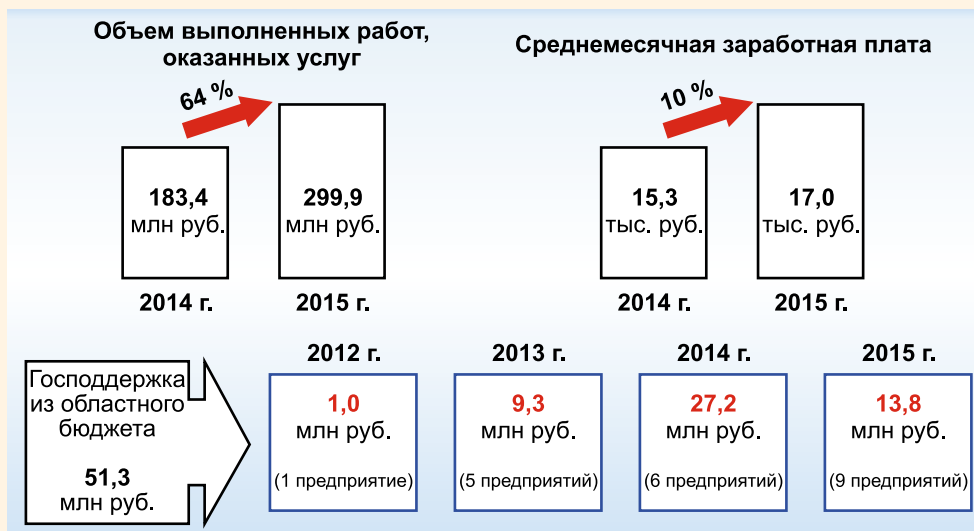 Объем выполненных работ,
оказанных услуг
64 %
183,4
млн руб.
299,9
млн руб.
2014 г.
2015 г.
Среднемесячная заработная плата
10 %
15,3
тыс. руб.
17,0
тыс. руб.
2014 г.
2015 г.
Господдержка
из областного
бюджета
51,3
млн руб.
2012 г.
1,0
млн руб.
(1 предприятие)
2013 г.
9,3
млн руб.
(5 предприятий)
2014 г.
27,2
млн руб.
(6 предприятий)
2015 г.
13,8
млн руб.
(9 предприятий)